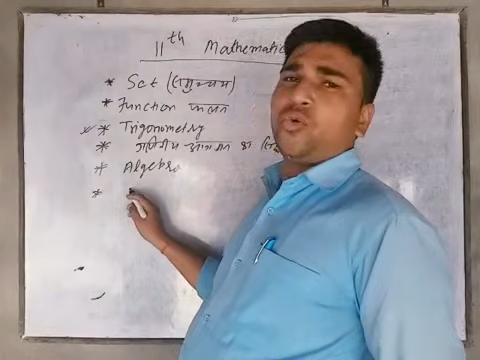 11th Mathematic
* Set (समुच्चय)
* Function फलन
* Trigonometry
* गणितीय आगमन का
* Algebra
*